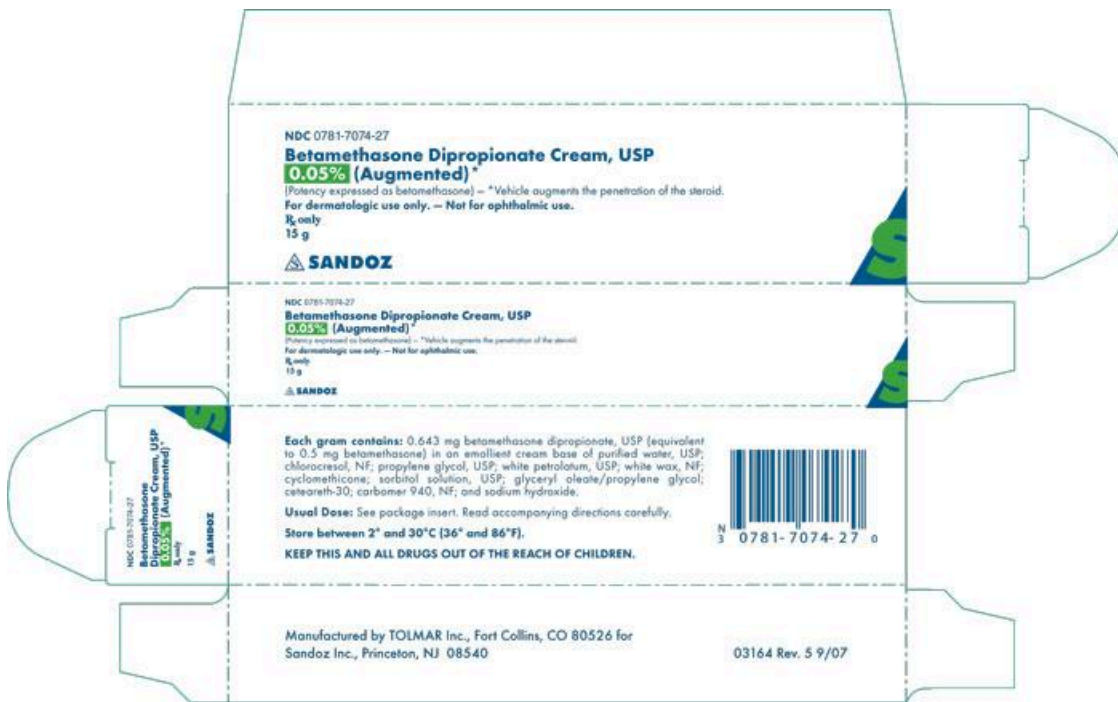 NDC 0781-7074-27
Betamethasone Dipropionate Cream, USP
0.05% (Augmented)*
(Potency expressed as betamethasone) – *Vehicle augments the penetration of the steroid.
For dermatologic use only. — Not for ophthalmic use.
℞ only
15 g
SANDOZ
S
NDC 0781-7074-27
Betamethasone Dipropionate Cream, USP
0.05% (Augmented)*
(Potency expressed as betamethasone) – *Vehicle augments the penetration of the steroid.
For dermatologic use only. — Not for ophthalmic use.
℞ only
15 g
SANDOZ
S
NDC 0781-7074-27
Betamethasone
Dipropionate Cream, USP
0.05% (Augmented)*
℞ only
15 g
SANDOZ
S
Each gram contains: 0.643 mg betamethasone dipropionate, USP (equivalent
to 0.5 mg betamethasone) in an emollient cream base of purified water, USP;
chlorocresol, NF; propylene glycol, USP; white petrolatum, USP; white wax, NF;
cyclomethicone; sorbitol solution, USP; glyceryl oleate/propylene glycol;
ceteareth-30; carbomer 940, NF; and sodium hydroxide.
Usual Dose: See package insert. Read accompanying directions carefully.
Store between 2° and 30°C (36° and 86°F).
KEEP THIS AND ALL DRUGS OUT OF THE REACH OF CHILDREN.
N
3 0781-7074-27 0
Manufactured by TOLMAR Inc., Fort Collins, CO 80526 for
Sandoz Inc., Princeton, NJ 08540
03164 Rev. 5 9/07